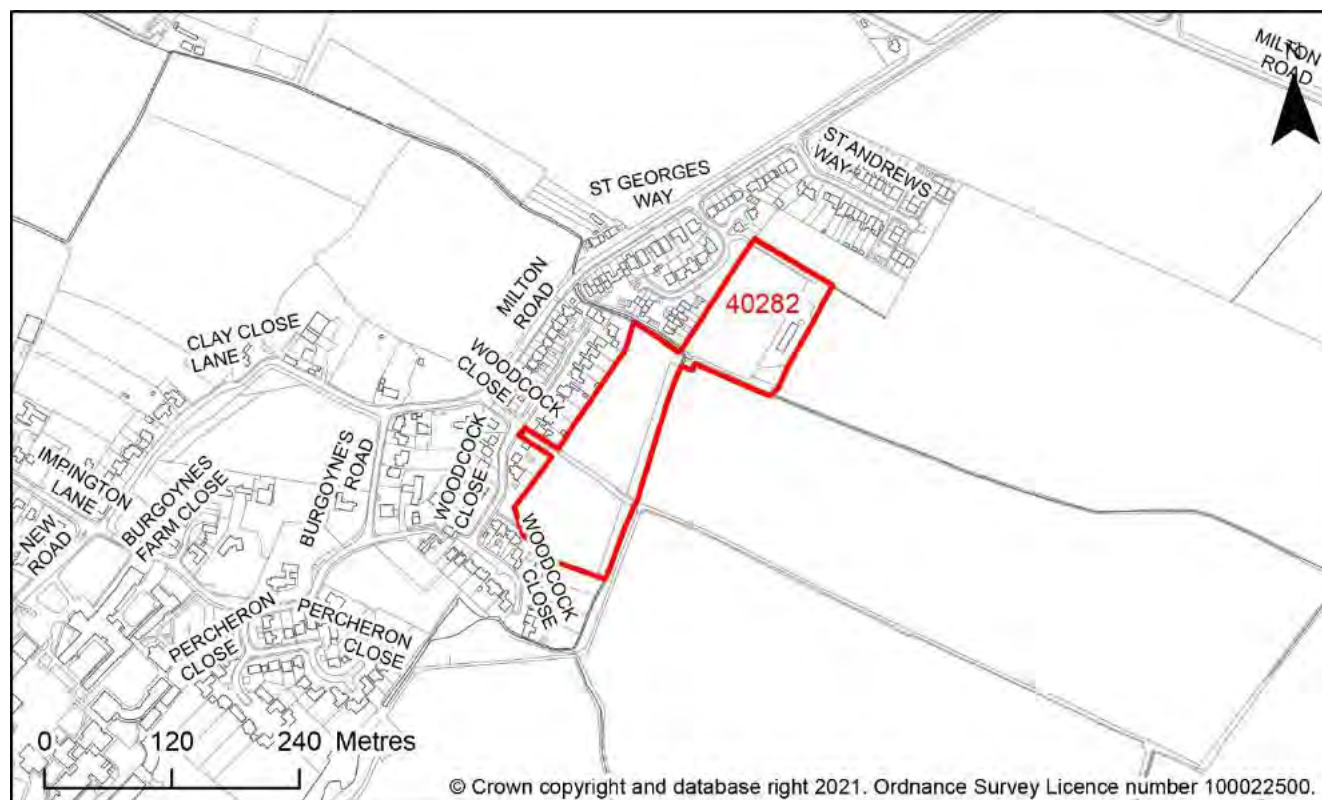 MILTON
ROAD
N
ST ANDREWS
WAY
ST GEORGES
WAY
40282
MILTON
ROAD
CLAY CLOSE
LANE
WOODCOCK
CLOSE
WOODCOCK
CLOSE
BURGOYNE'S
ROAD
IMPINGTON
LANE
BURGOYNES
FARM CLOSE
NEW
ROAD
WOODCOCK
CLOSE
PERCHERON
CLOSE
PERCHERON
CLOSE
0 120 240 Metres
© Crown copyright and database right 2021. Ordnance Survey Licence number 100022500.